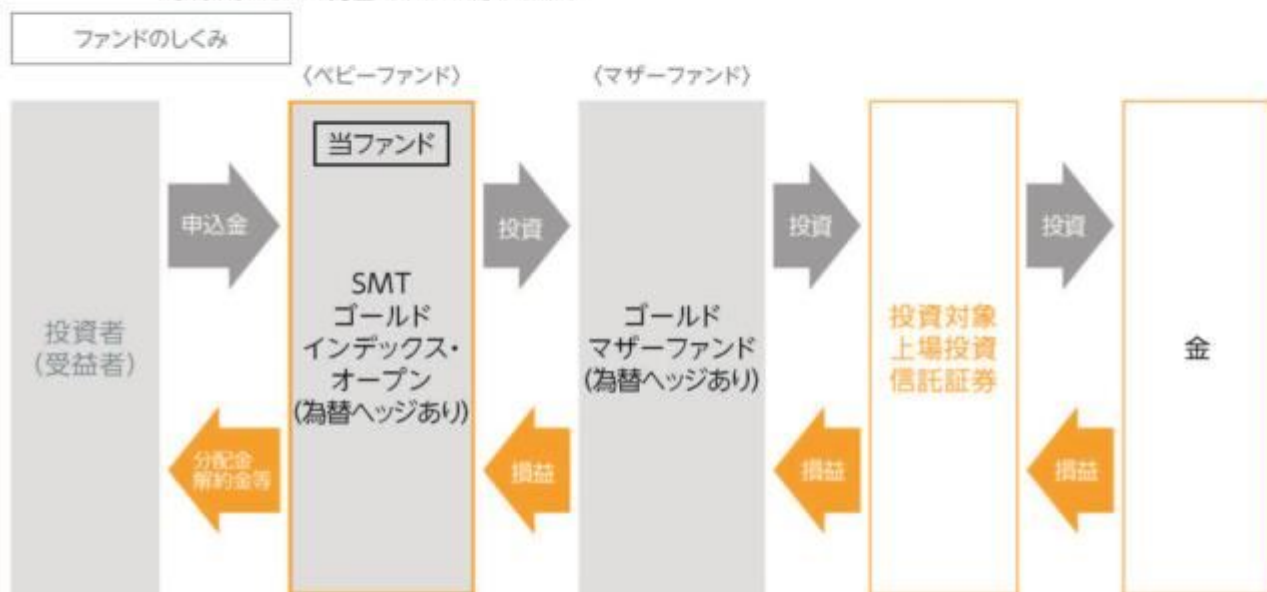 ファンドのしくみ
〈ベビーファンド〉
〈マザーファンド〉
当ファンド
申込金
投資
投資
投資
投資者
(受益者)
SMT
ゴールド
インデックス・
オープン
(為替ヘッジあり)
ゴールド
マザーファンド
(為替ヘッジあり)
投資対象
上場投資
信託証券
金
分配金
解約金等
損益
損益
損益